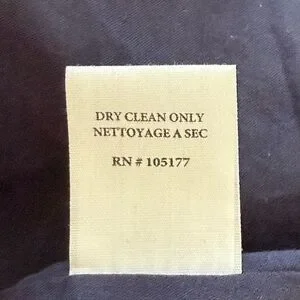 DRY CLEAN ONLY
NETTOYAGE A SEC
RN # 105177